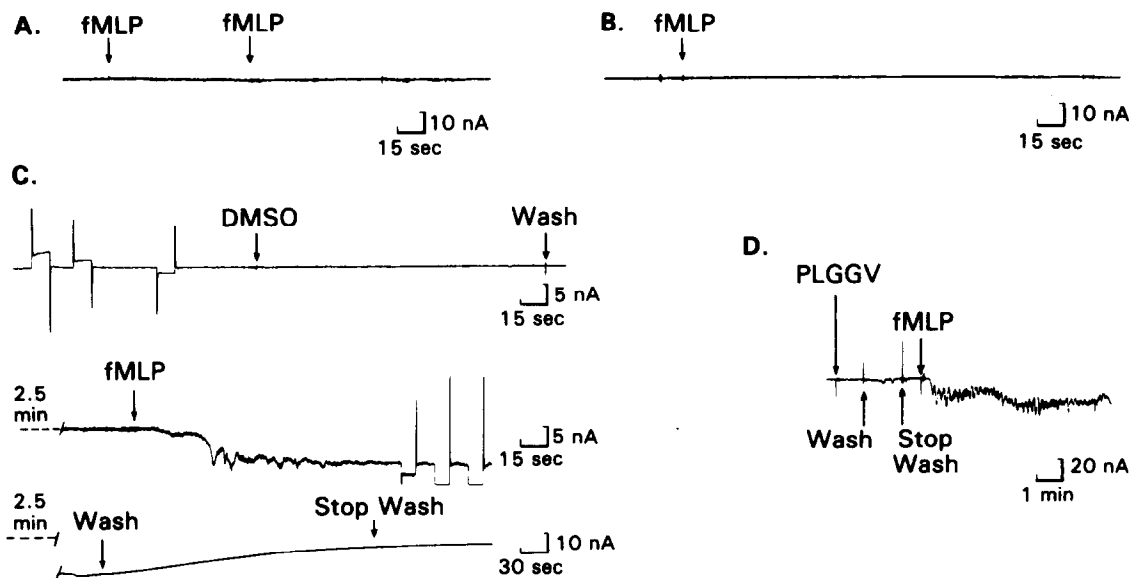 A.
fMLP
fMLP
10 nA
15 sec
B.
fMLP
10 nA
15 sec
C.
DMSO
Wash
5 nA
15 sec
2.5
min
fMLP
5 nA
15 sec
2.5
min
Wash
Stop Wash
10 nA
30 sec
D.
PLGGV
fMLP
Wash
Stop
Wash
20 nA
1 min